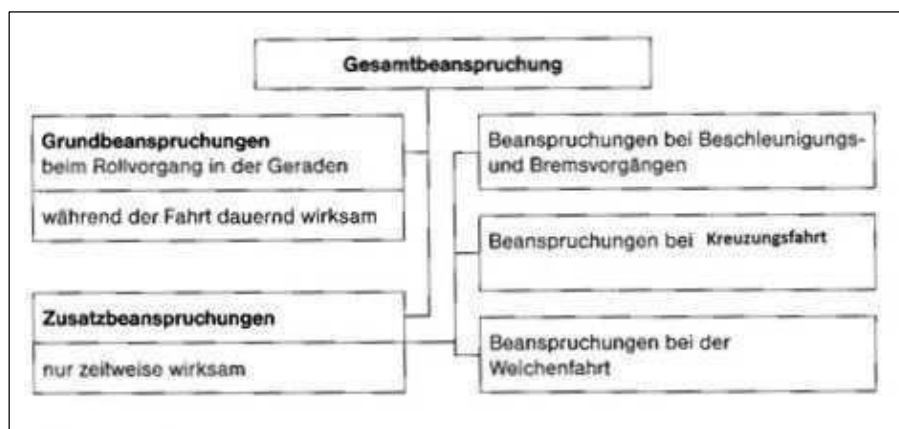 Gesamtbeanspruchung
Grundbeanspruchungen
beim Rollvorgang in der Geraden
während der Fahrt dauernd wirksam
Zusatzbeanspruchungen
nur zeitweise wirksam
Beanspruchungen bei Beschleunigungs-
und Bremsvorgängen
Beanspruchungen bei Kreuzungsfahrt
Beanspruchungen bei der
Weichenfahrt